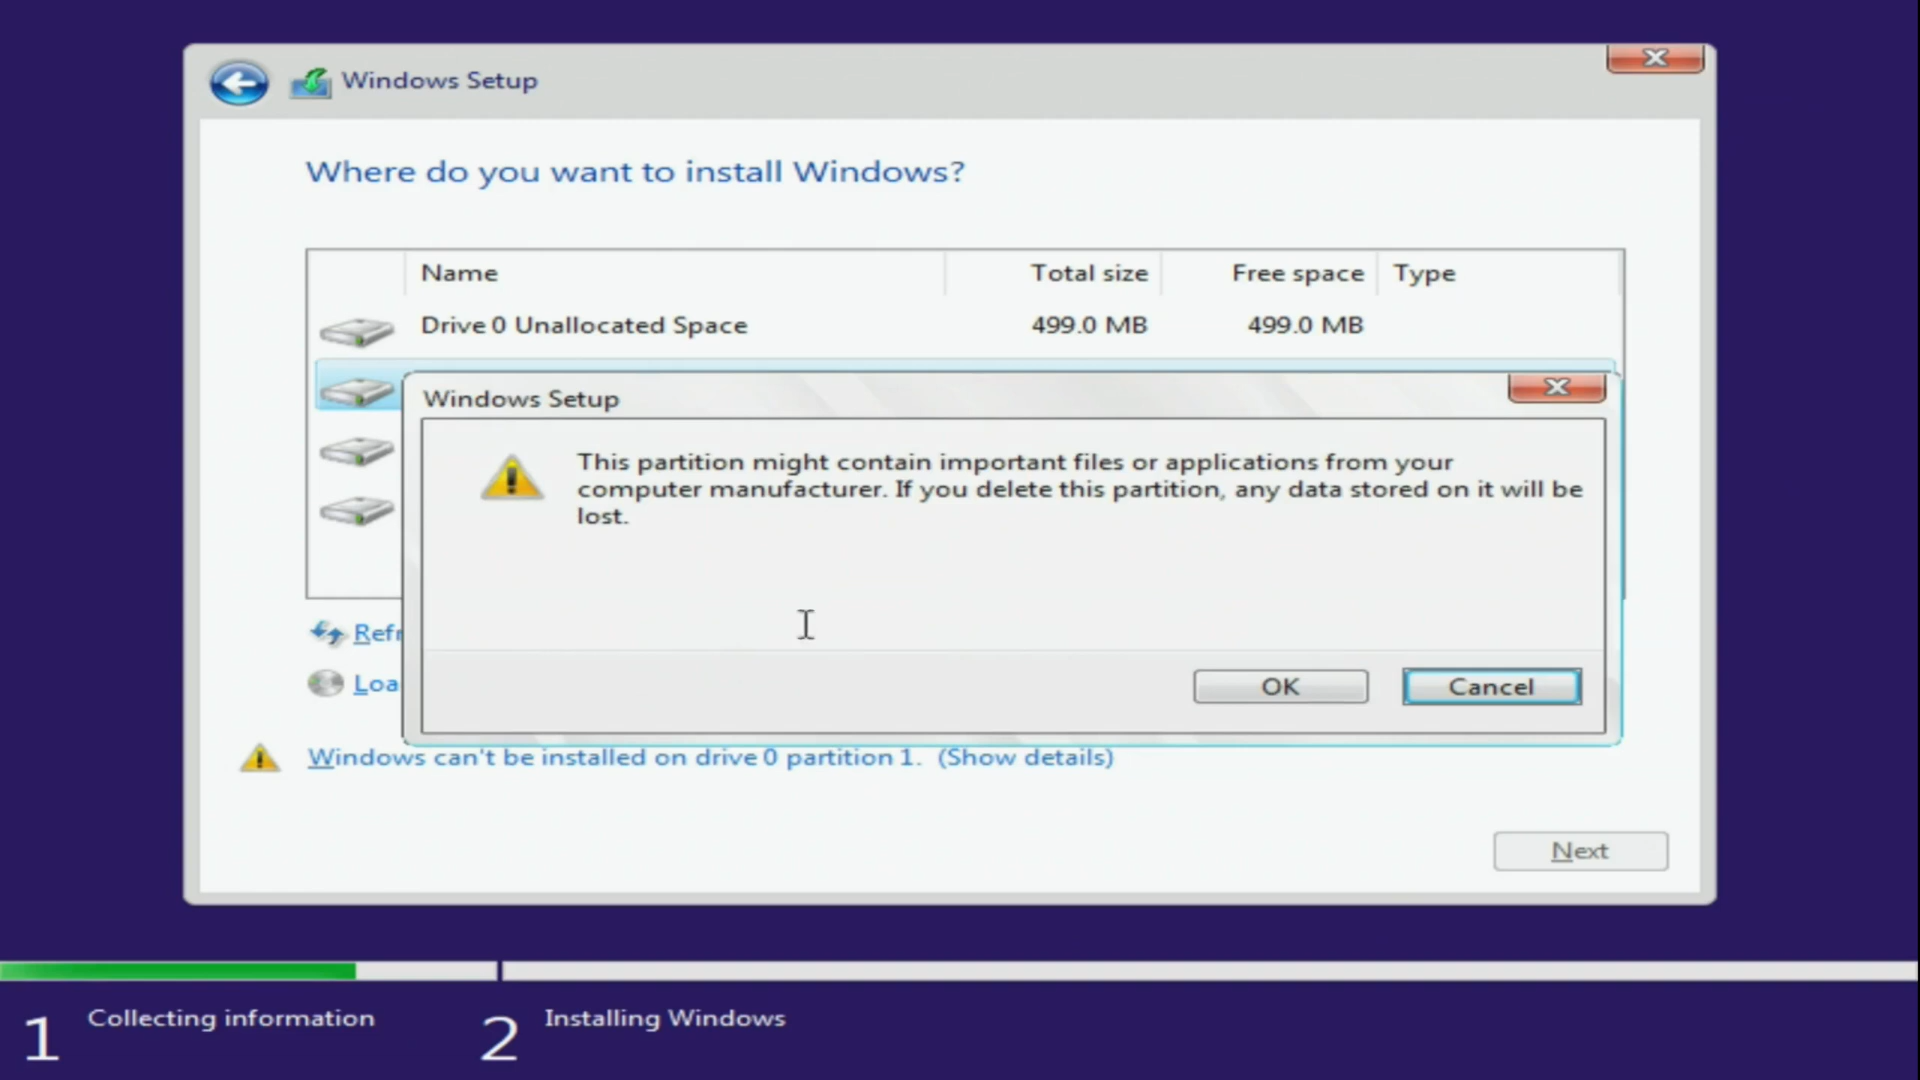 Windows Setup
Where do you want to install Windows?
Name Total size Free space Type
Drive 0 Unallocated Space 499.0 MB 499.0 MB
Windows Setup
This partition might contain important files or applications from your
computer manufacturer. If you delete this partition, any data stored on it will be
lost.
Refr
Loa
OK Cancel
Windows can't be installed on drive 0 partition 1. (Show details)
Next
1 Collecting information 2 Installing Windows